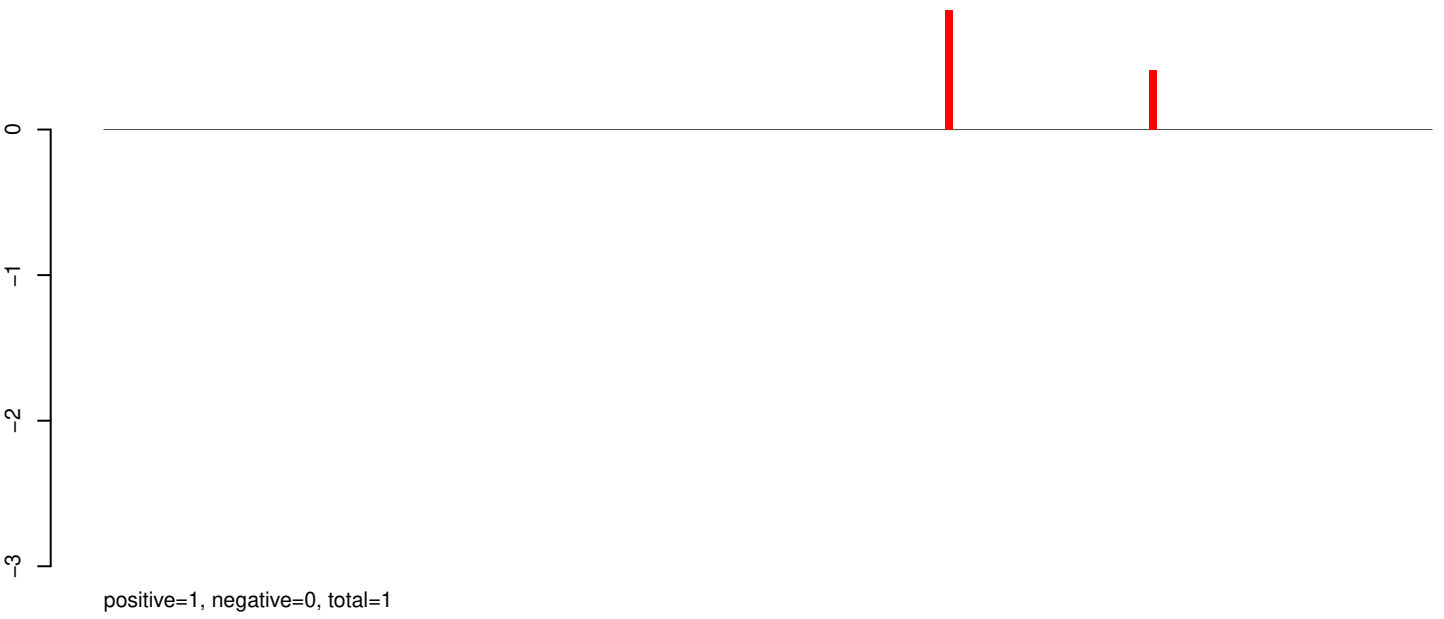 0
−1
−2
−3
positive=1, negative=0, total=1